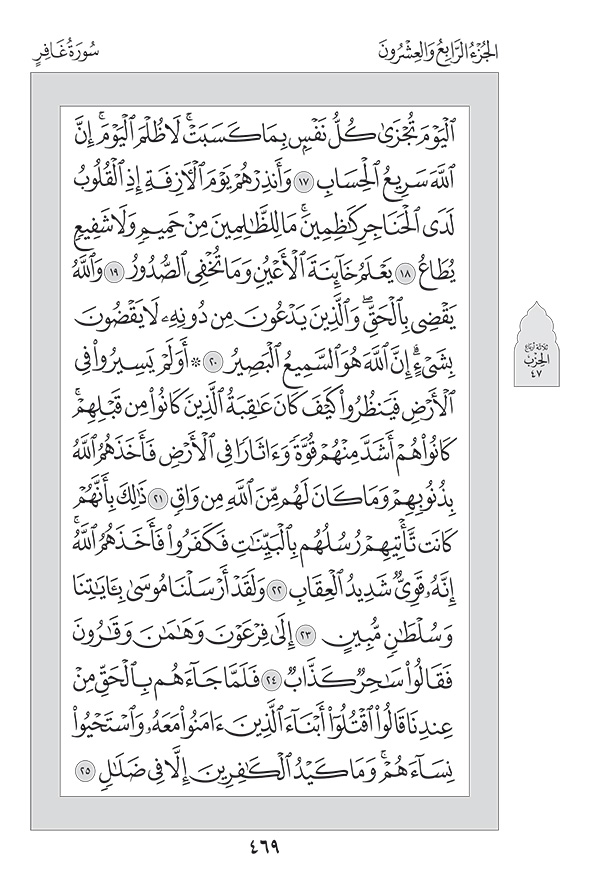 الجُزْءُ الرَّابِعُ وَالعِشْرُونَ
سُورَةُ غَافِرٍ
ٱلۡيَوۡمَ تُجۡزَىٰ كُلُّ نَفۡسِۭ بِمَا كَسَبَتۡۚ لَا ظُلۡمَ ٱلۡيَوۡمَۚ إِنَّ
ٱللَّهَ سَرِيعُ ٱلۡحِسَابِ ١٧ وَأَنذِرۡهُمۡ يَوۡمَ ٱلۡأٓزِفَةِ إِذِ ٱلۡقُلُوبُ
لَدَى ٱلۡحَنَاجِرِ كَٰظِمِينَۚ مَا لِلظَّٰلِمِينَ مِنۡ حَمِيمٖ وَلَا شَفِيعٖ
يُطَاعُ ١٨ يَعۡلَمُ خَآئِنَةَ ٱلۡأَعۡيُنِ وَمَا تُخۡفِي ٱلصُّدُورُ ١٩ وَٱللَّهُ
يَقۡضِي بِٱلۡحَقِّۖ وَٱلَّذِينَ يَدۡعُونَ مِن دُونِهِۦ لَا يَقۡضُونَ
بِشَيۡءٍۗ إِنَّ ٱللَّهَ هُوَ ٱلسَّمِيعُ ٱلۡبَصِيرُ ٢٠ * أَوَلَمۡ يَسِيرُواْ فِي
ٱلۡأَرۡضِ فَيَنظُرُواْ كَيۡفَ كَانَ عَٰقِبَةُ ٱلَّذِينَ كَانُواْ مِن قَبۡلِهِمۡۚ
كَانُواْ هُمۡ أَشَدَّ مِنۡهُمۡ قُوَّةٗ وَءَاثَارٗا فِي ٱلۡأَرۡضِ فَأَخَذَهُمُ ٱللَّهُ
بِذُنُوبِهِمۡ وَمَا كَانَ لَهُم مِّنَ ٱللَّهِ مِن وَاقٖ ٢١ ذَٰلِكَ بِأَنَّهُمۡ
كَانَت تَّأۡتِيهِمۡ رُسُلُهُم بِٱلۡبَيِّنَٰتِ فَكَفَرُواْ فَأَخَذَهُمُ ٱللَّهُۚ
إِنَّهُۥ قَوِيّٞ شَدِيدُ ٱلۡعِقَابِ ٢٢ وَلَقَدۡ أَرۡسَلۡنَا مُوسَىٰ بِـَٔايَٰتِنَا
وَسُلۡطَٰنٖ مُّبِينٍ ٢٣ إِلَىٰ فِرۡعَوۡنَ وَهَٰمَٰنَ وَقَٰرُونَ
فَقَالُواْ سَٰحِرٞ كَذَّابٞ ٢٤ فَلَمَّا جَآءَهُم بِٱلۡحَقِّ مِنۡ
عِندِنَا قَالُواْ ٱقۡتُلُوٓاْ أَبۡنَآءَ ٱلَّذِينَ ءَامَنُواْ مَعَهُۥ وَٱسۡتَحۡيُواْ
نِسَآءَهُمۡۚ وَمَا كَيۡدُ ٱلۡكَٰفِرِينَ إِلَّا فِي ضَلَٰلٖ ٢٥
ثلاثة أرباع
الحزب
٤٧
٤٦٩